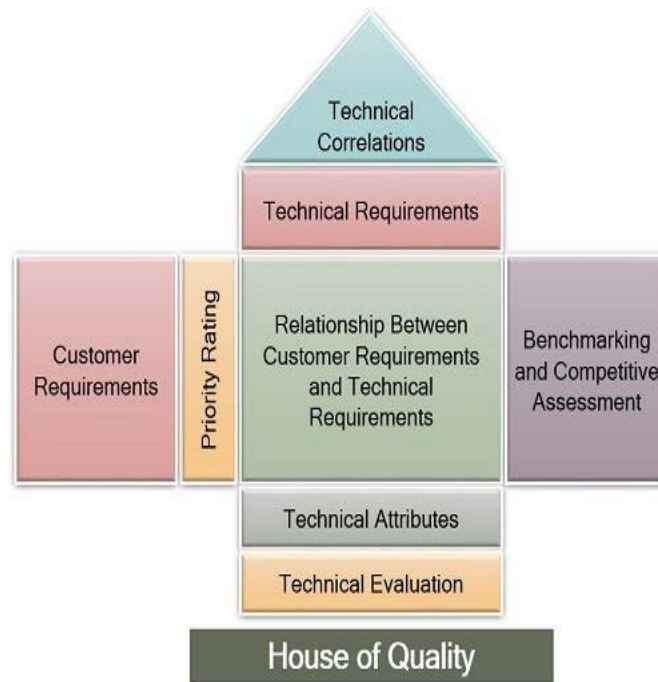 Technical
Correlations
Technical Requirements
Customer
Requirements
Priority Rating
Relationship Between
Customer Requirements
and Technical
Requirements
Benchmarking
and Competitive
Assessment
Technical Attributes
Technical Evaluation
House of Quality